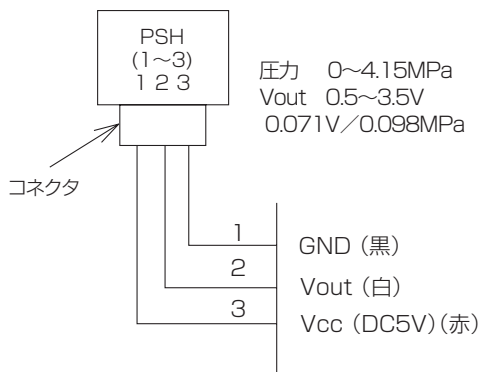 PSH
(1～3)
1 2 3
圧力　0～4.15MPa
Vout　0.5～3.5V
0.071V／0.098MPa
コネクタ
1
GND（黒）
2
Vout（白）
3
Vcc（DC5V）（赤）